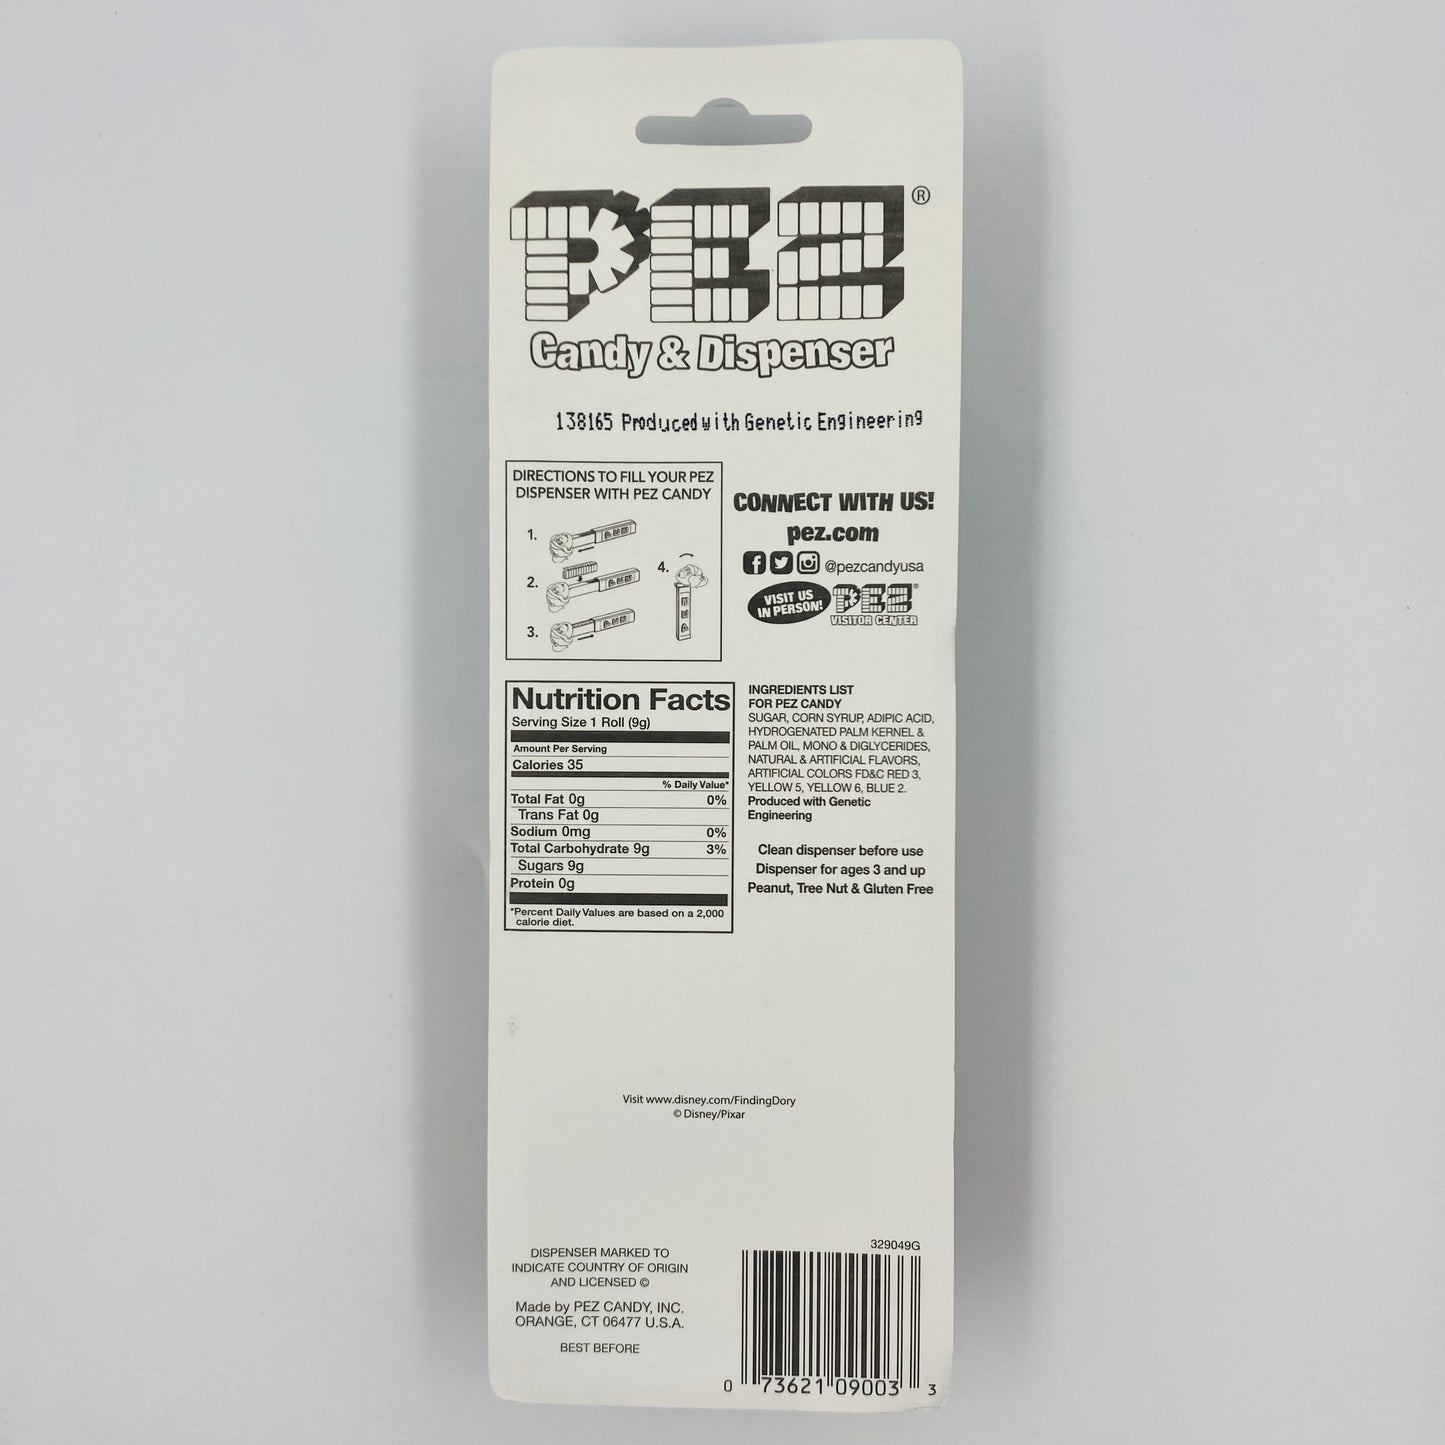 PEZ®
Candy & Dispenser
138165 Produced with Genetic Engineering
DIRECTIONS TO FILL YOUR PEZ
DISPENSER WITH PEZ CANDY
1.
2.
3.
4.
CONNECT WITH US!
pez.com
@pezcandyusa
VISIT US
IN PERSON!
PEZ®
VISITOR CENTER
Nutrition Facts
Serving Size 1 Roll (9g)
Amount Per Serving
Calories 35
% Daily Value*
Total Fat 0g 0%
Trans Fat 0g
Sodium 0mg 0%
Total Carbohydrate 9g 3%
Sugars 9g
Protein 0g
*Percent Daily Values are based on a 2,000
calorie diet.
INGREDIENTS LIST
FOR PEZ CANDY
SUGAR, CORN SYRUP, ADIPIC ACID,
HYDROGENATED PALM KERNEL &
PALM OIL, MONO & DIGLYCERIDES,
NATURAL & ARTIFICIAL FLAVORS,
ARTIFICIAL COLORS FD&C RED 3,
YELLOW 5, YELLOW 6, BLUE 2.
Produced with Genetic
Engineering
Clean dispenser before use
Dispenser for ages 3 and up
Peanut, Tree Nut & Gluten Free
Visit www.disney.com/FindingDory
© Disney/Pixar
DISPENSER MARKED TO
INDICATE COUNTRY OF ORIGIN
AND LICENSED ©
Made by PEZ CANDY, INC.
ORANGE, CT 06477 U.S.A.
BEST BEFORE
329049G
0 73621 09003 3